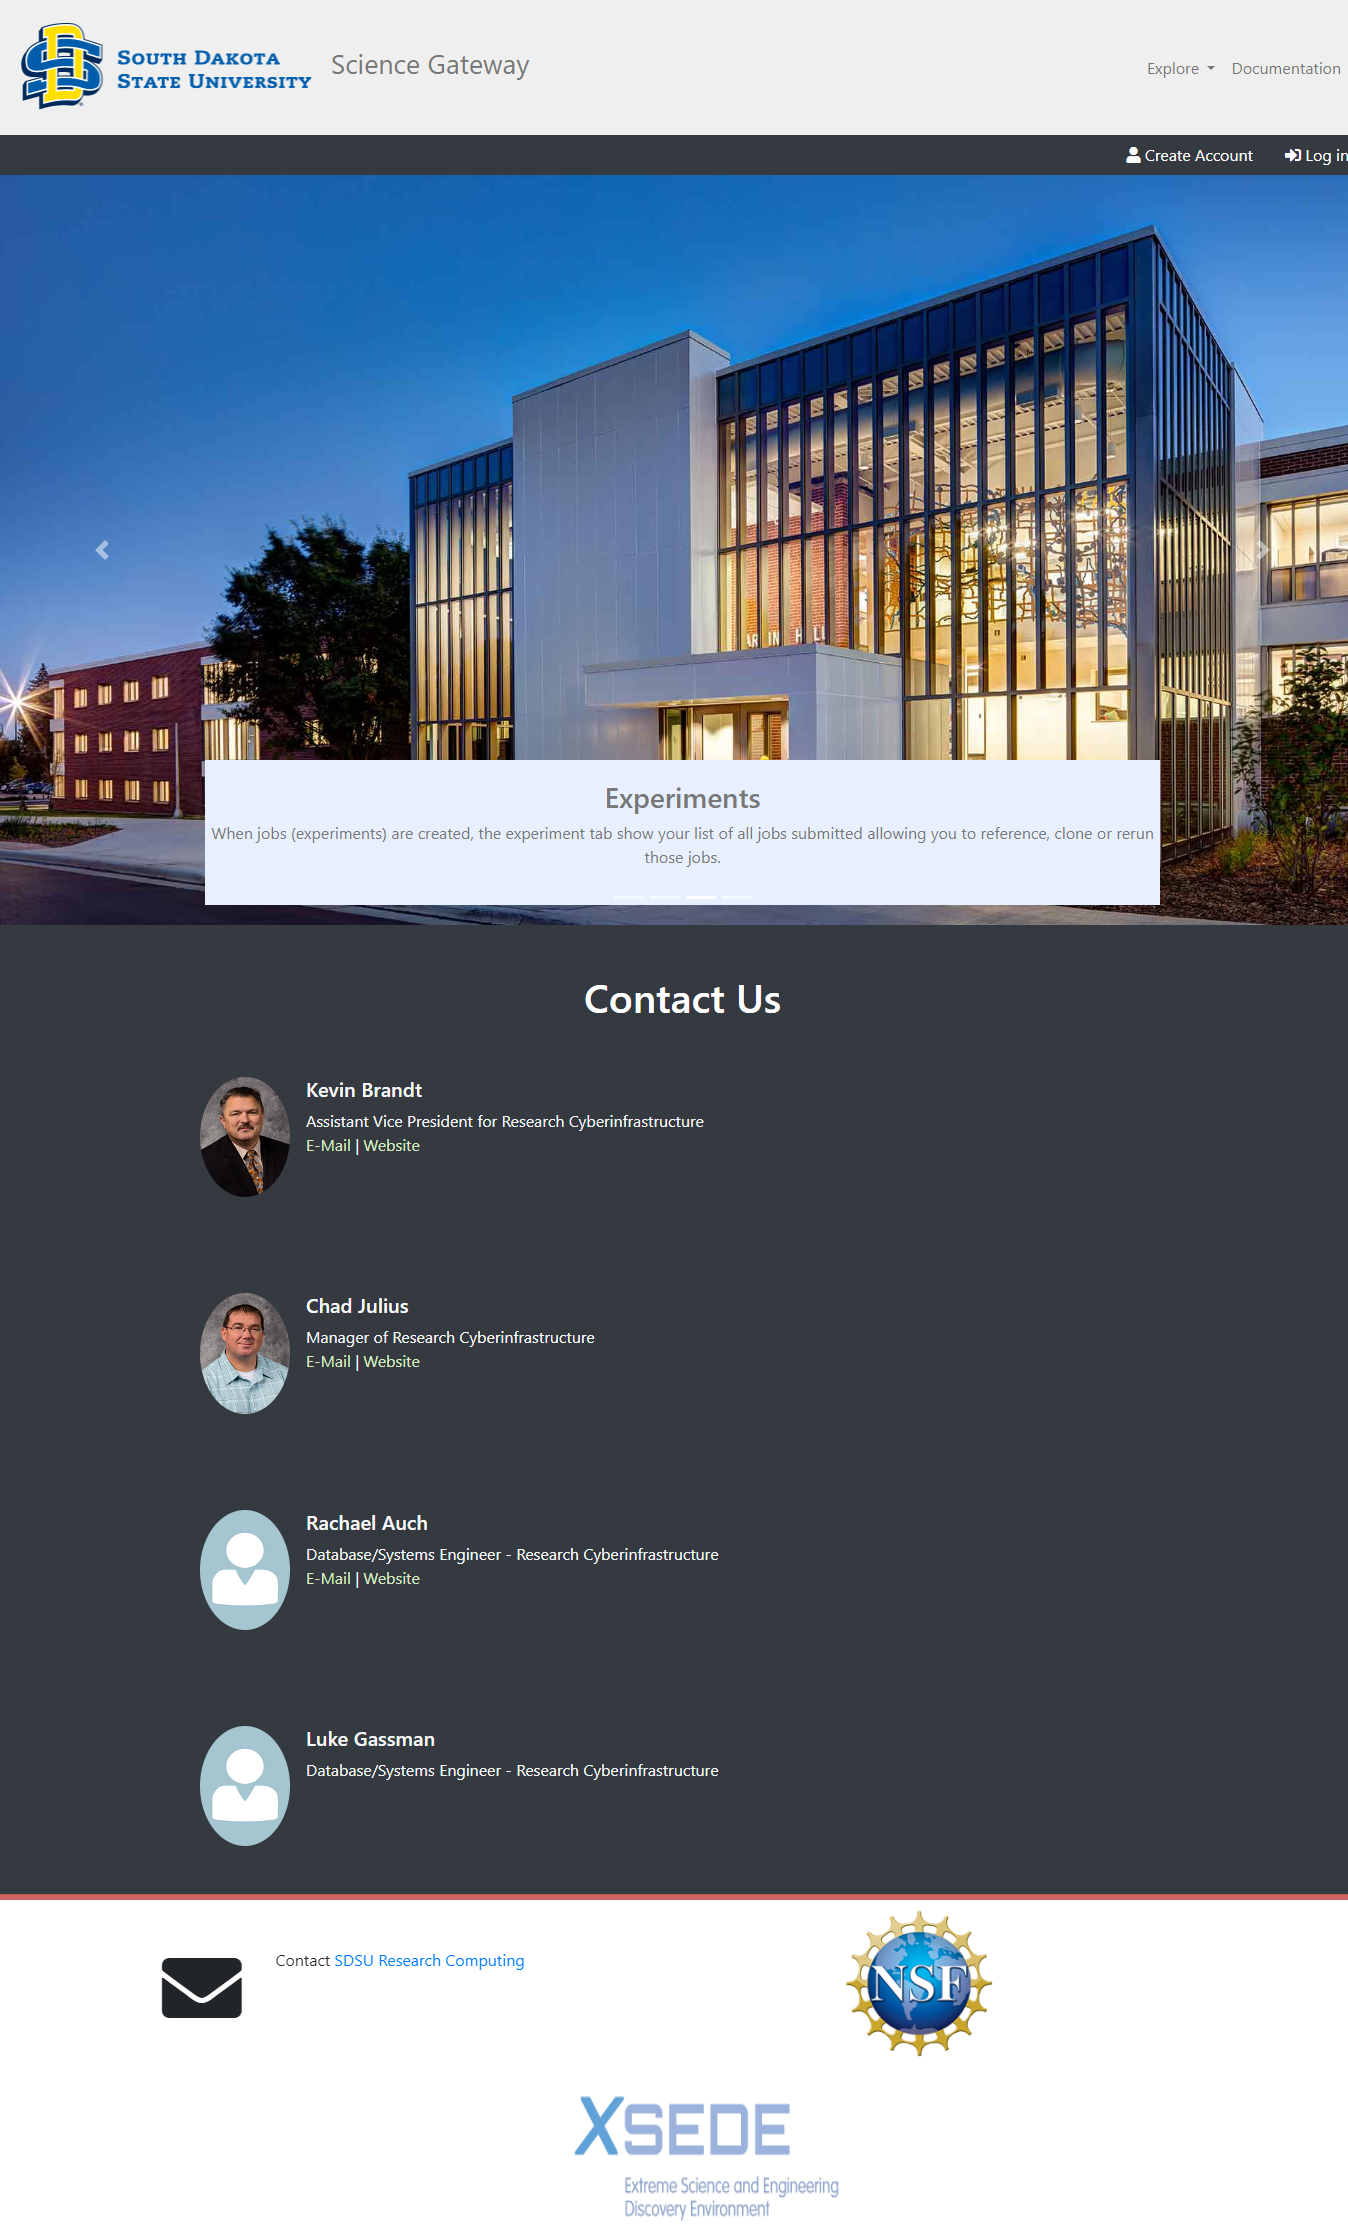 South Dakota
State University
Science Gateway
Explore
Documentation
Create Account
Log in
Experiments
When jobs (experiments) are created, the experiment tab show your list of all jobs submitted allowing you to reference, clone or rerun
those jobs.
Contact Us
Kevin Brandt
Assistant Vice President for Research Cyberinfrastructure
E-Mail | Website
Chad Julius
Manager of Research Cyberinfrastructure
E-Mail | Website
Rachael Auch
Database/Systems Engineer - Research Cyberinfrastructure
E-Mail | Website
Luke Gassman
Database/Systems Engineer - Research Cyberinfrastructure
Contact SDSU Research Computing
NSF
XSEDE
Extreme Science and Engineering
Discovery Environment